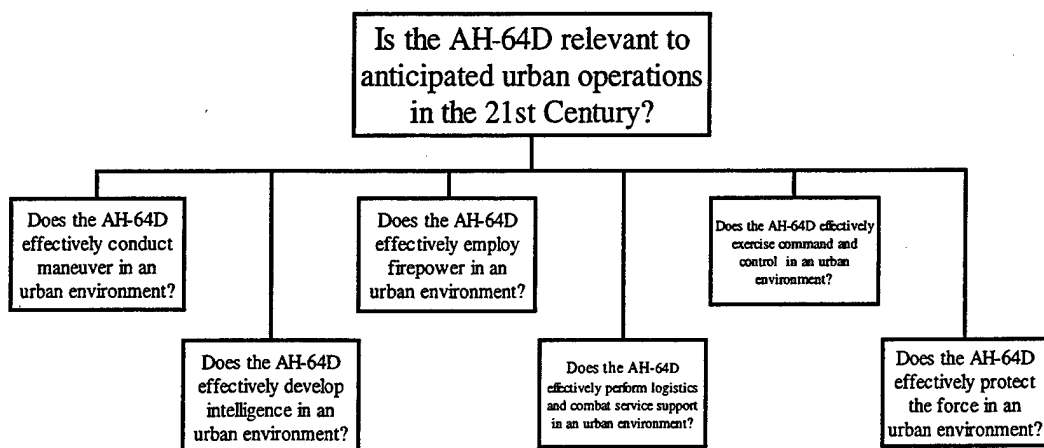 Is the AH-64D relevant to
anticipated urban operations
in the 21st Century?
Does the AH-64D
effectively conduct
maneuver in an
urban environment?
Does the AH-64D
effectively employ
firepower in an
urban environment?
Does the AH-64D effectively
exercise command and
control in an urban
environment?
Does the AH-64D
effectively develop
intelligence in an
urban environment?
Does the AH-64D
effectively perform logistics
and combat service support
in an urban environment?
Does the AH-64D
effectively protect
the force in an
urban environment?